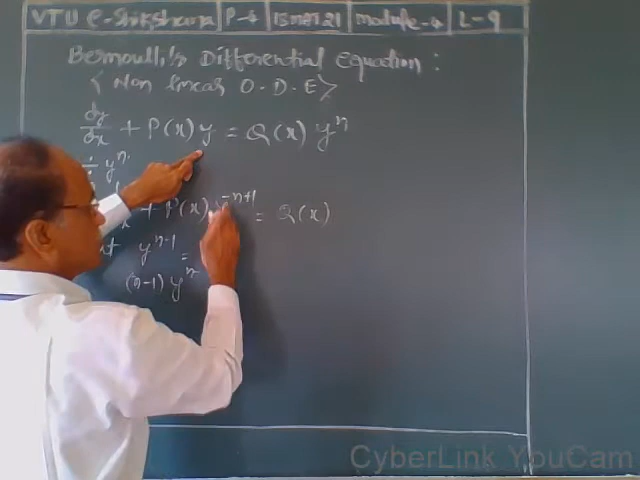 VTU e-Shikshana P-4 15MAT21 module-4 L-9
Bernoulli's Differential Equation :
< Non linear O.D.E >
dy/dx + P(x) y = Q(x) y^n
÷ y^n
+ P(x) y^-n+1 = Q(x)
y^n-1 =
(n-1) y^n
CyberLink YouCam